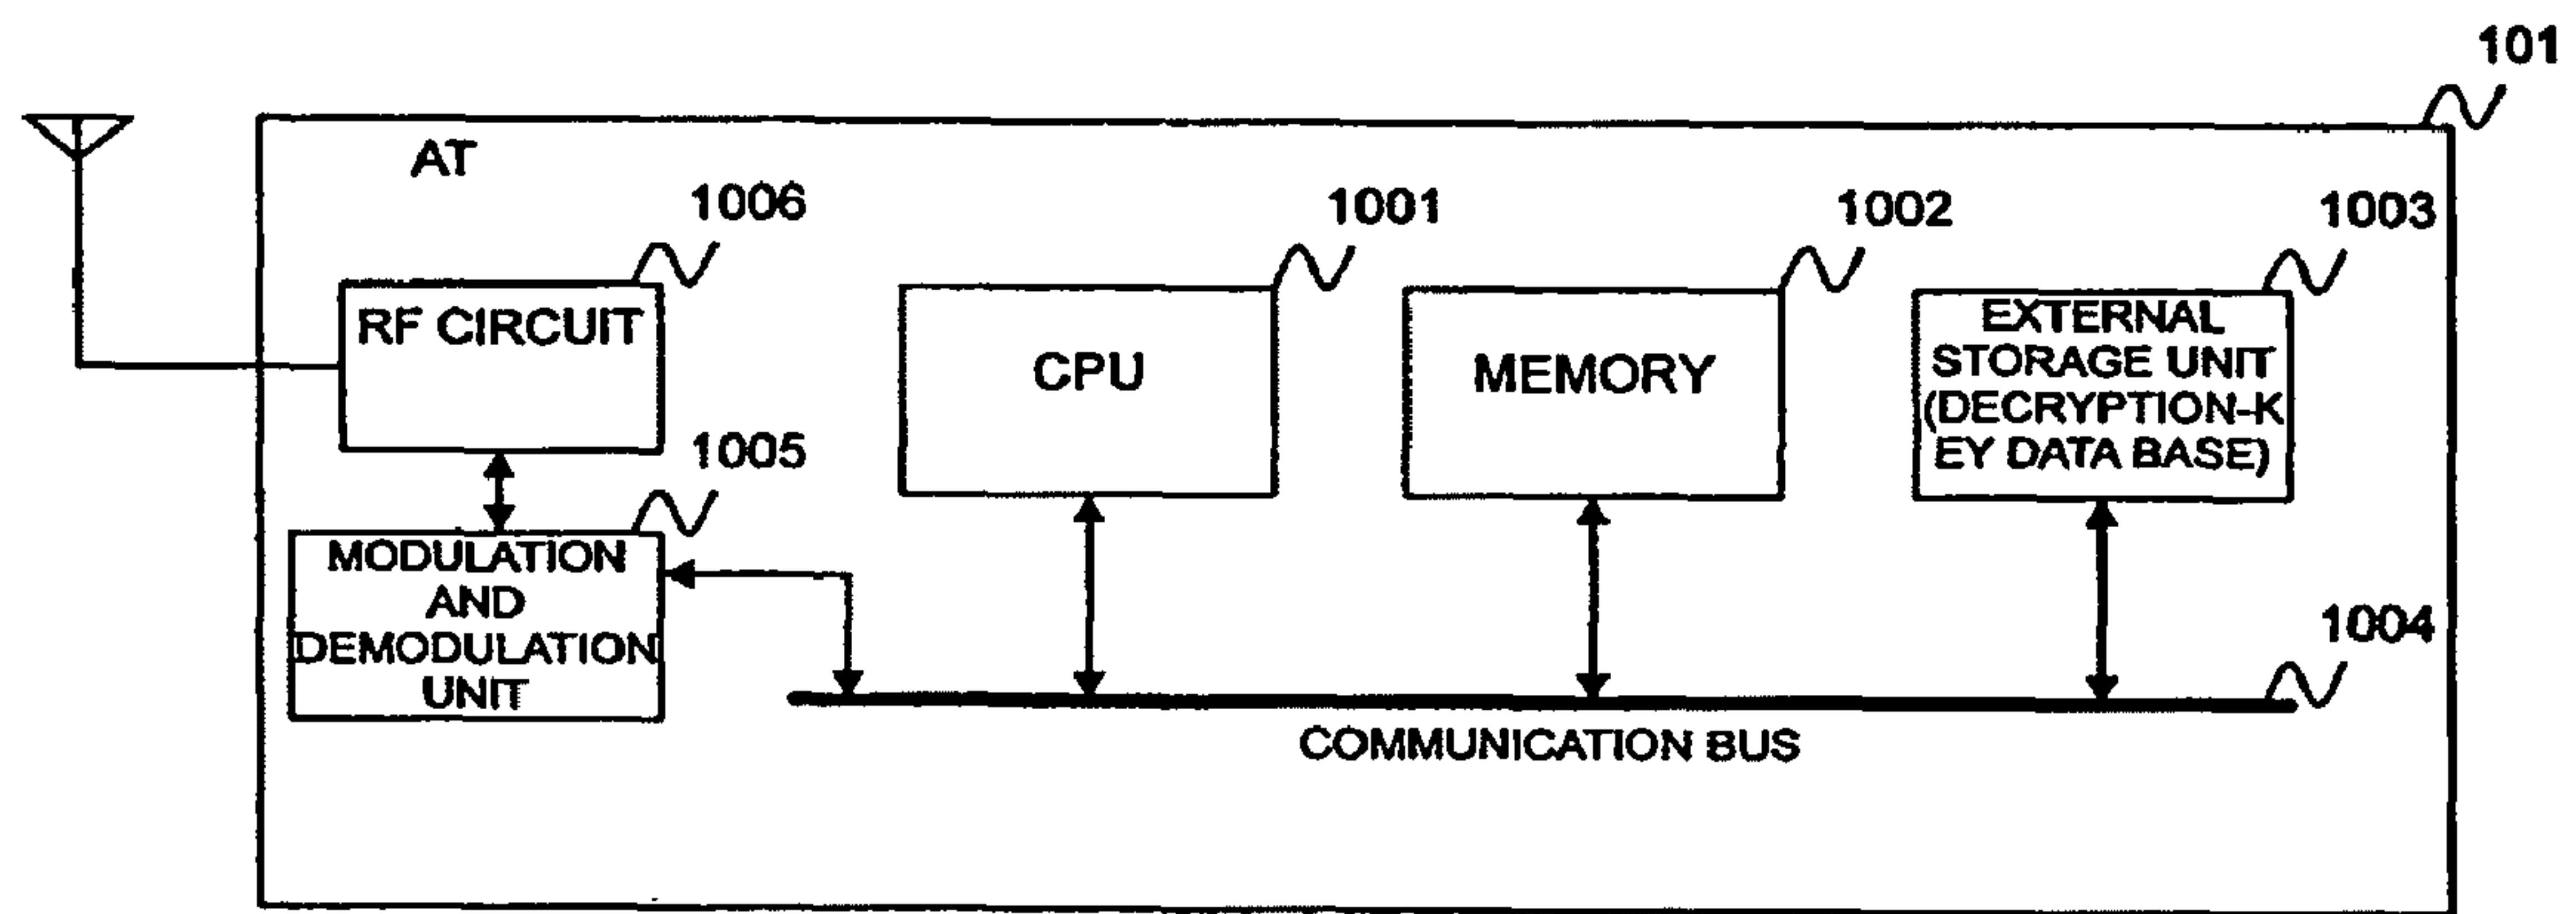 101
AT
1006
1001
1002
1003
RF CIRCUIT
CPU
MEMORY
EXTERNAL
STORAGE UNIT
(DECRYPTION-K
EY DATA BASE)
1005
MODULATION
AND
DEMODULATION
UNIT
1004
COMMUNICATION BUS